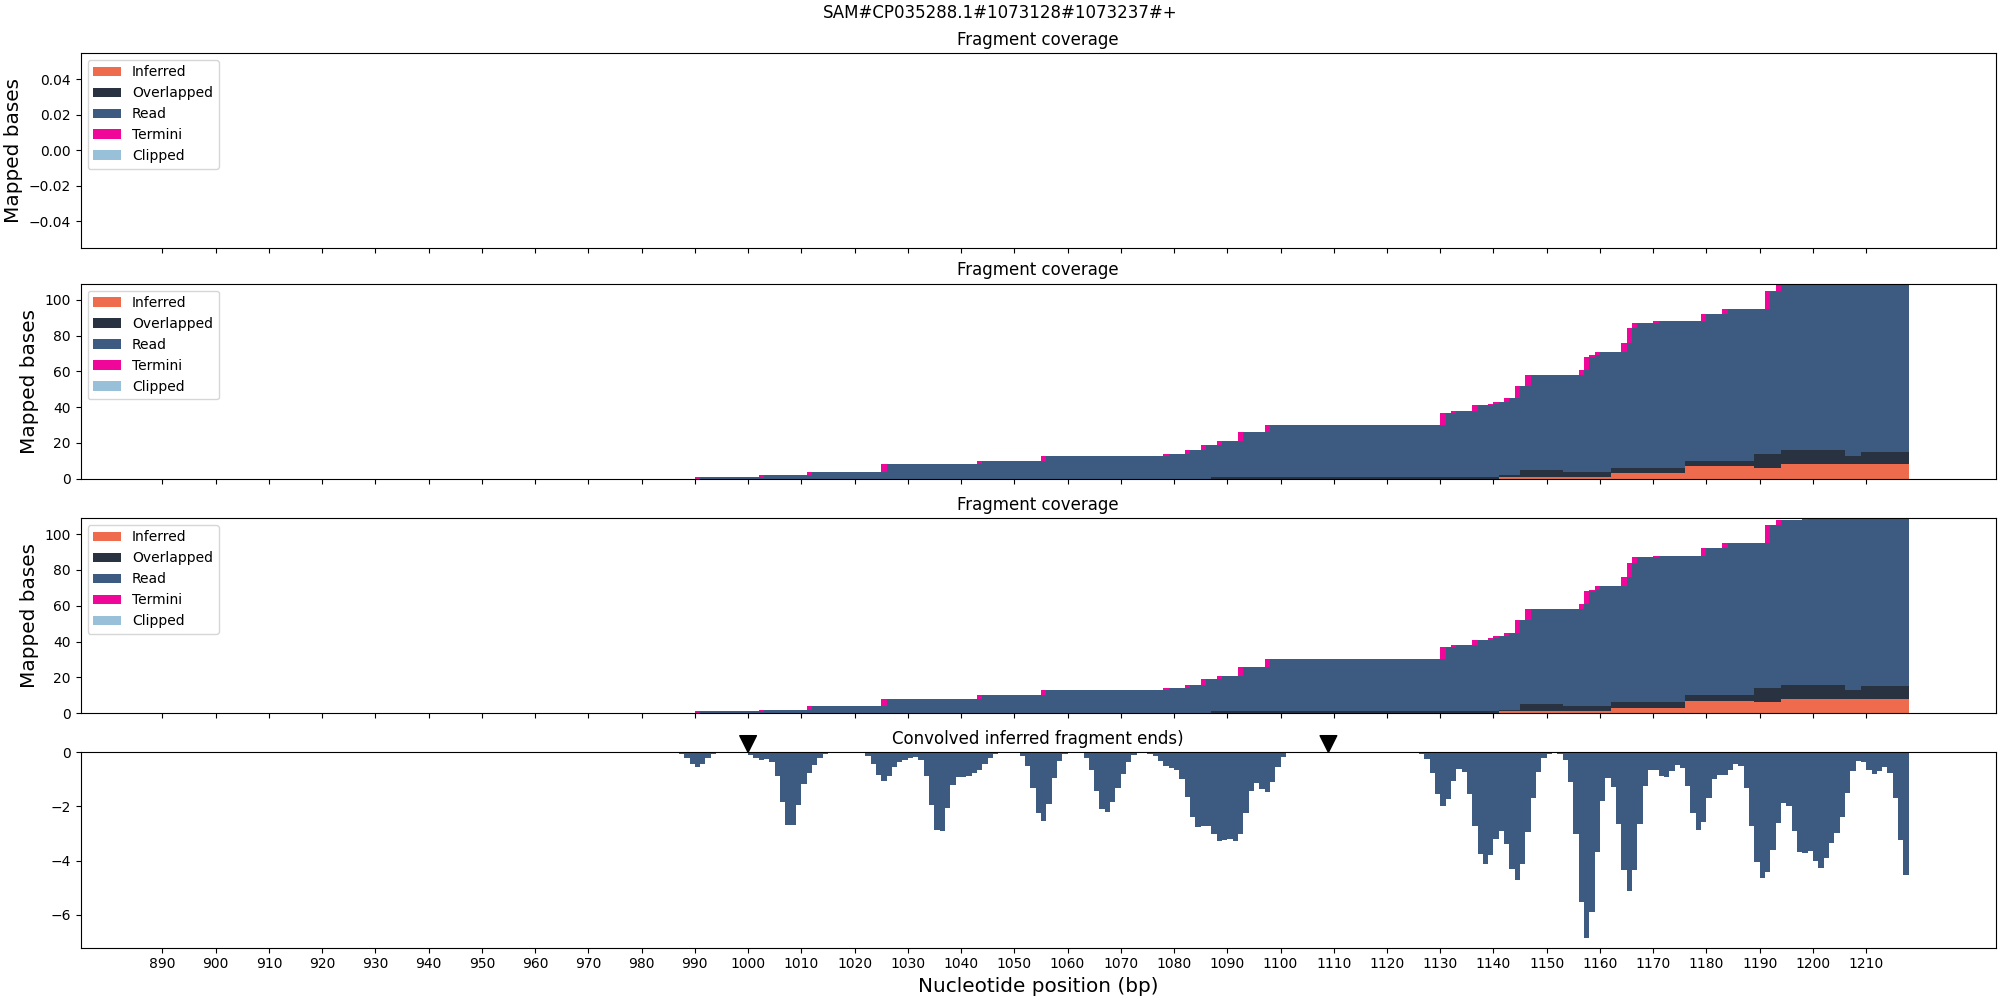 SAM#CP035288.1#1073128#1073237#+
Fragment coverage
Mapped bases
0.04
0.02
0.00
−0.02
−0.04
Inferred
Overlapped
Read
Termini
Clipped
Fragment coverage
Mapped bases
100
80
60
40
20
0
Inferred
Overlapped
Read
Termini
Clipped
Fragment coverage
Mapped bases
100
80
60
40
20
0
Inferred
Overlapped
Read
Termini
Clipped
Convolved inferred fragment ends)
0
−2
−4
−6
890 900 910 920 930 940 950 960 970 980 990 1000 1010 1020 1030 1040 1050 1060 1070 1080 1090 1100 1110 1120 1130 1140 1150 1160 1170 1180 1190 1200 1210
Nucleotide position (bp)